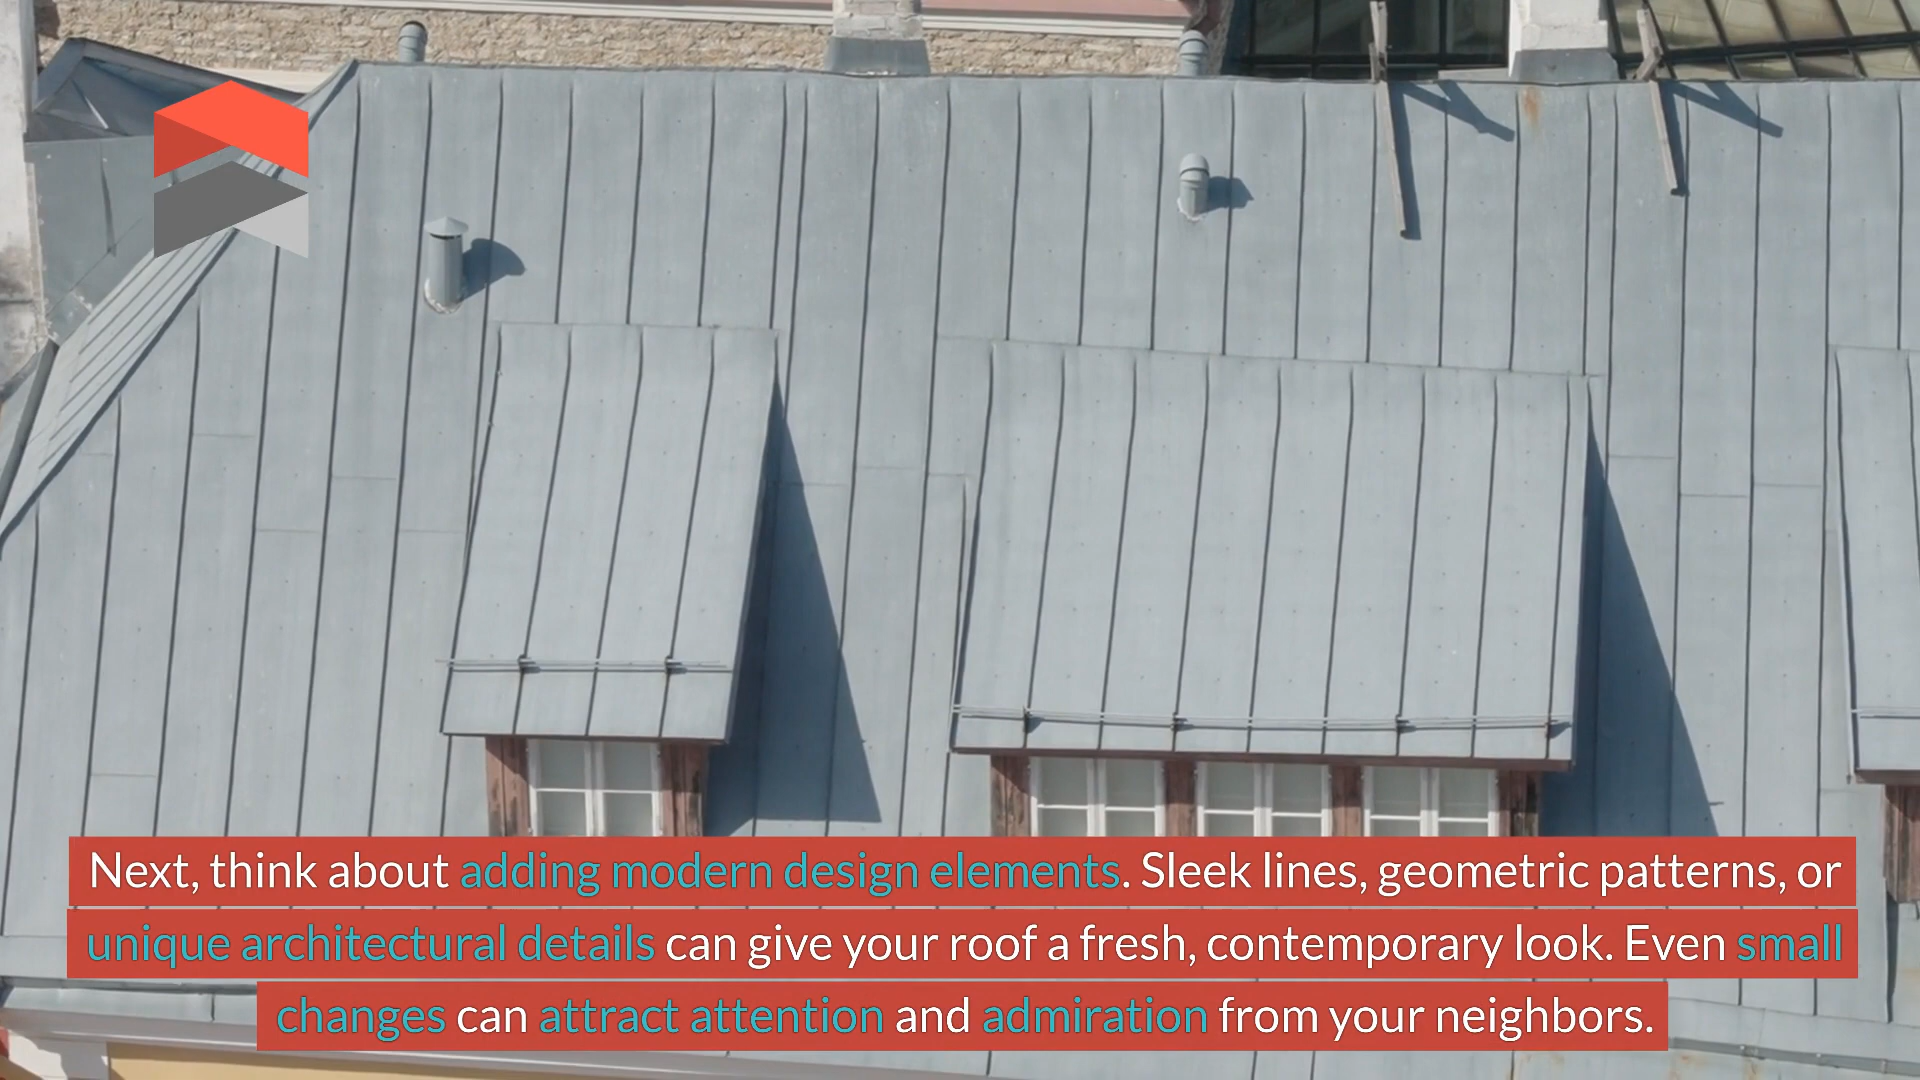 Next, think about adding modern design elements. Sleek lines, geometric patterns, or
unique architectural details can give your roof a fresh, contemporary look. Even small
changes can attract attention and admiration from your neighbors.